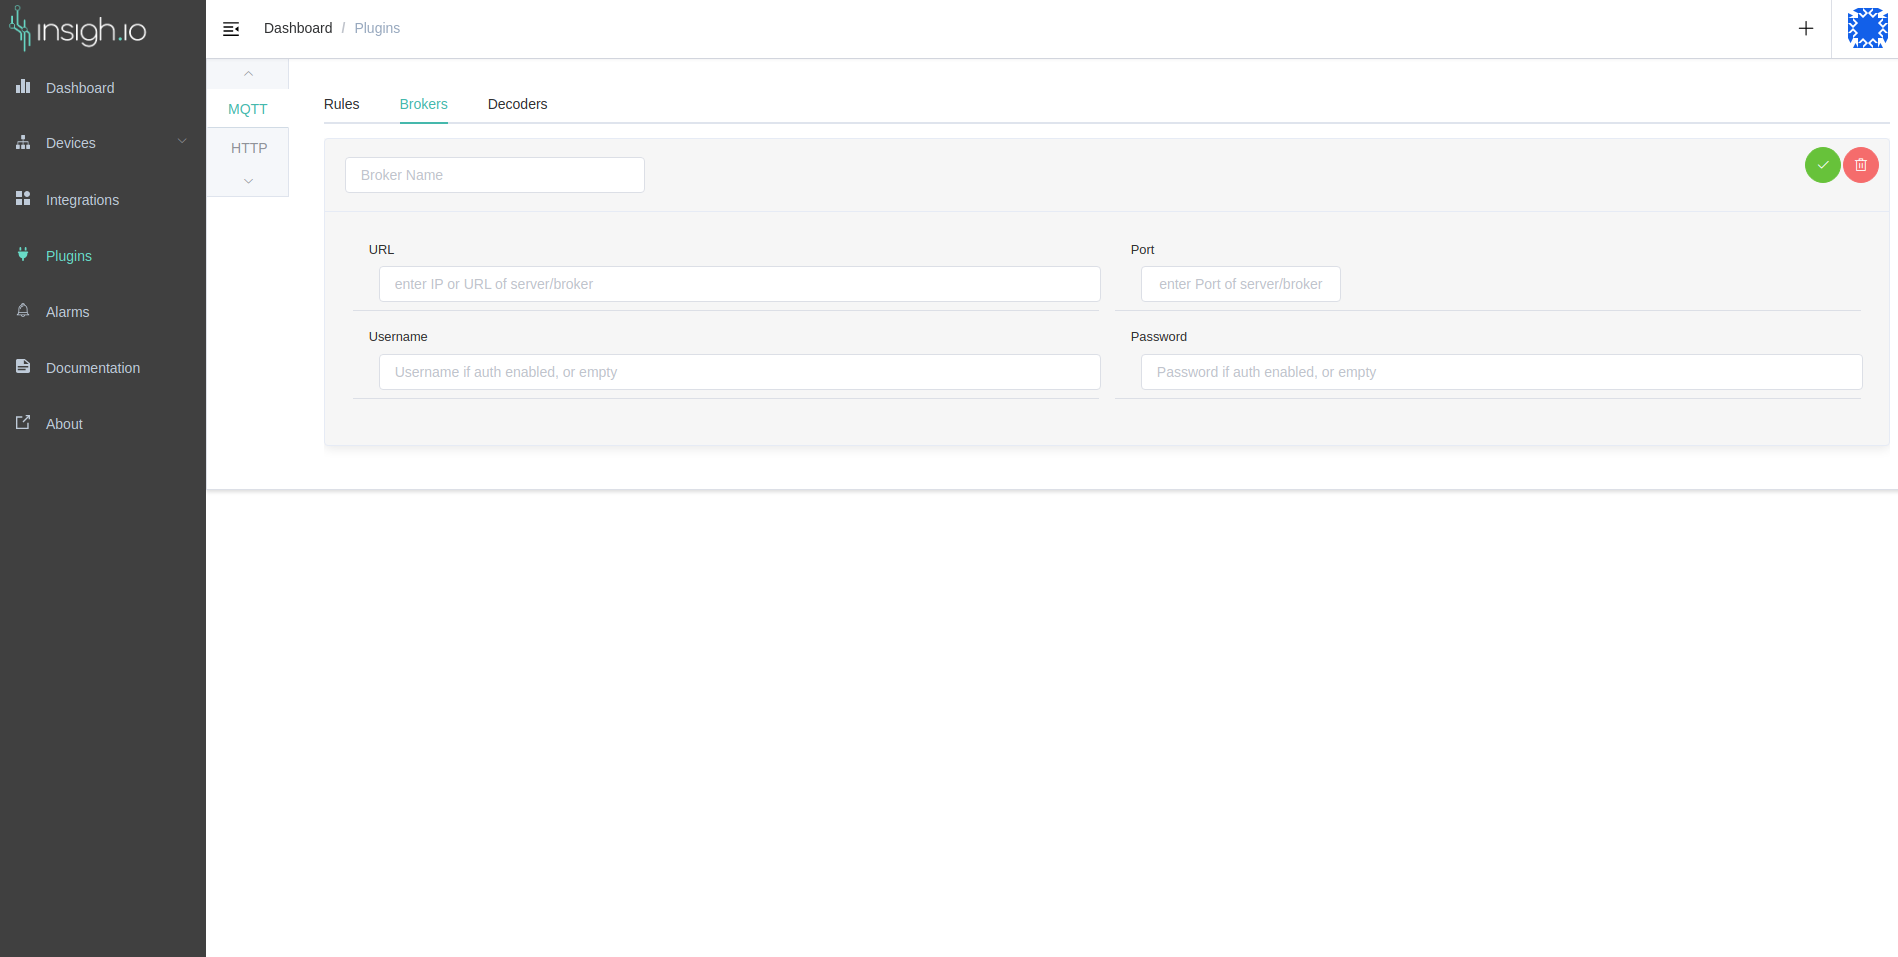 insigh.io
Dashboard
Devices
Integrations
Plugins
Alarms
Documentation
About
Dashboard / Plugins
MQTT
HTTP
Rules
Brokers
Decoders
Broker Name
URL
Port
enter IP or URL of server/broker
enter Port of server/broker
Username
Password
Username if auth enabled, or empty
Password if auth enabled, or empty